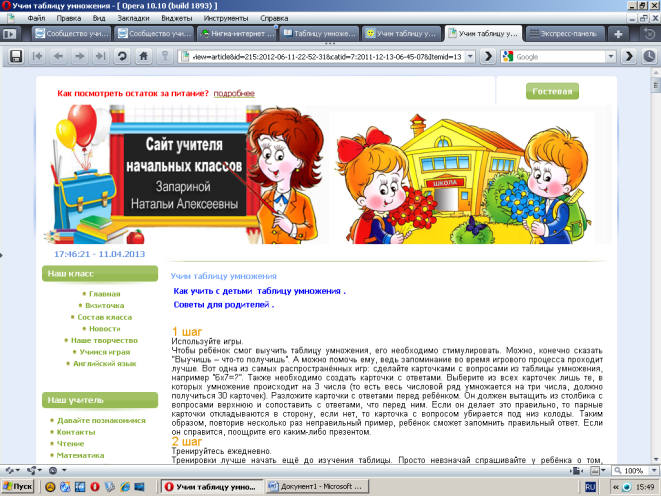 Учим таблицу умножения - [ Opera 10.10 (build 1893) ]
Файл Правка Вид Закладки Виджеты Инструменты Справка
Сообщество учи... Сообщество учи... Нигма-интернет ... Таблицу умноже... Учим таблицу у... Учим таблицу у... Экспресс-панель
view=article&id=215:2012-06-11-22-52-31&catid=7:2011-12-13-06-45-07&Itemid=13 Google
Как посмотреть остаток за питание? подробнее
Гостевая
Сайт учителя
начальных классов
Запариной
Натальи Алексеевны
ШКОЛА
17:46:21 - 11.04.2013
Наш класс
Главная
Визиточка
Состав класса
Новости
Наше творчество
Учимся играя
Английский язык
Наш учитель
Давайте познакомимся
Контакты
Чтение
Математика
Учим таблицу умножения
Как учить с детьми таблицу умножения .
Советы для родителей .
1 шаг
Используйте игры.
Чтобы ребёнок смог выучить таблицу умножения, его необходимо стимулировать. Можно, конечно сказать
"Выучишь – что-то получишь". А можно помочь ему, ведь запоминание во время игрового процесса проходит
лучше. Вот одна из самых распространённых игр: сделайте карточками с вопросами из таблицы умножения,
например "6x7=?". Также необходимо создать карточки с ответами. Выберите из всех карточек лишь те, в
которых умножение происходит на 3 числа (то есть весь числовой ряд умножается на три числа, должно
получиться 30 карточек). Разложите карточки с ответами перед ребёнком. Он должен вытащить из столбика с
вопросами верхнюю и сопоставить с ответами, что перед ним. Если он делает это правильно, то парные
карточки откладываются в сторону, если нет, то карточка с вопросом убирается под низ колоды. Таким
образом, повторив несколько раз неправильный пример, ребёнок сможет запомнить правильный ответ. Если
он справится, поощрите его каким-либо презентом.
2 шаг
Тренируйтесь ежедневно.
Тренировки лучше начать ещё до изучения таблицы. Просто невзначай спрашивайте у ребёнка о том,
100%
Пуск Учим таблицу умно... Документ1 - Microsoft ... RU 15:49